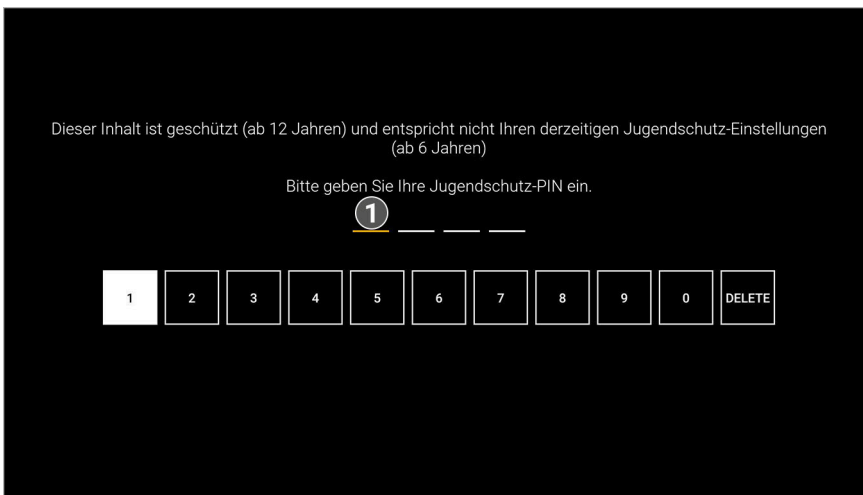 Dieser Inhalt ist geschützt (ab 12 Jahren) und entspricht nicht Ihren derzeitigen Jugendschutz-Einstellungen
(ab 6 Jahren)
Bitte geben Sie Ihre Jugendschutz-PIN ein.
1
1 2 3 4 5 6 7 8 9 0 DELETE